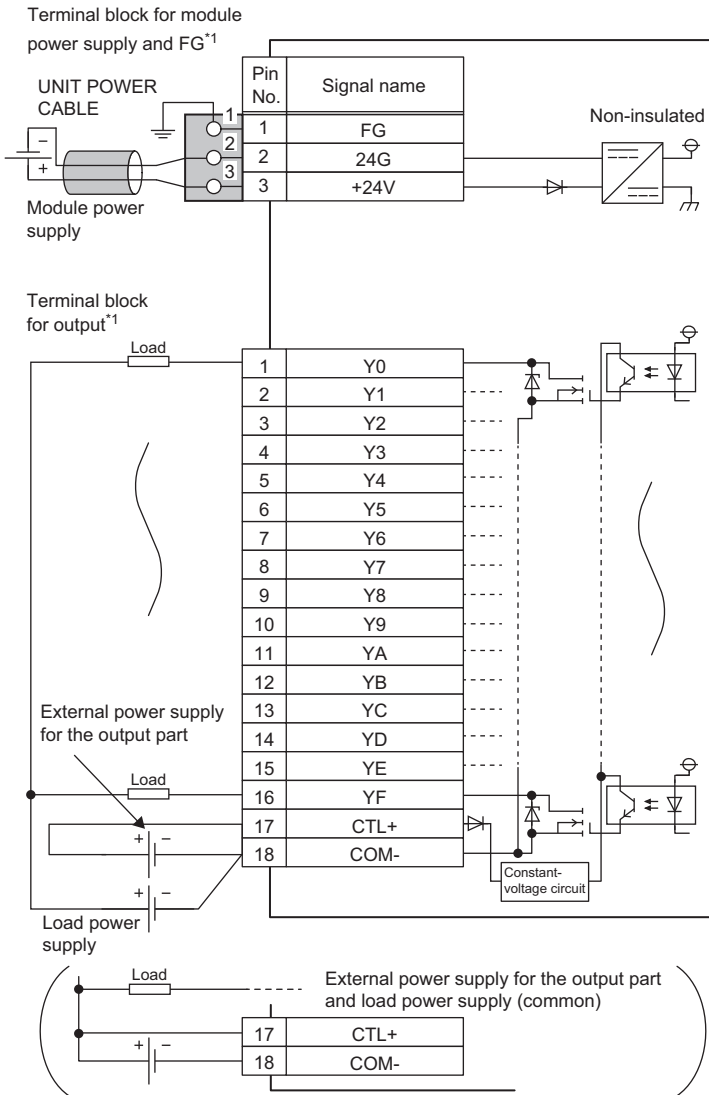 Terminal block for module
power supply and FG*1
UNIT POWER
CABLE
Pin
No.
Signal name
1
1
FG
2
2
24G
3
3
+24V
Non-insulated
−
+
Module power
supply
Terminal block
for output*1
Load
1
Y0
2
Y1
3
Y2
4
Y3
5
Y4
6
Y5
7
Y6
8
Y7
9
Y8
10
Y9
11
YA
12
YB
13
YC
14
YD
15
YE
16
YF
17
CTL+
18
COM-
External power supply
for the output part
Load
+ −
+ −
Load power
supply
Constant-
voltage circuit
Load
External power supply for the output part
and load power supply (common)
17
CTL+
18
COM-
+ −